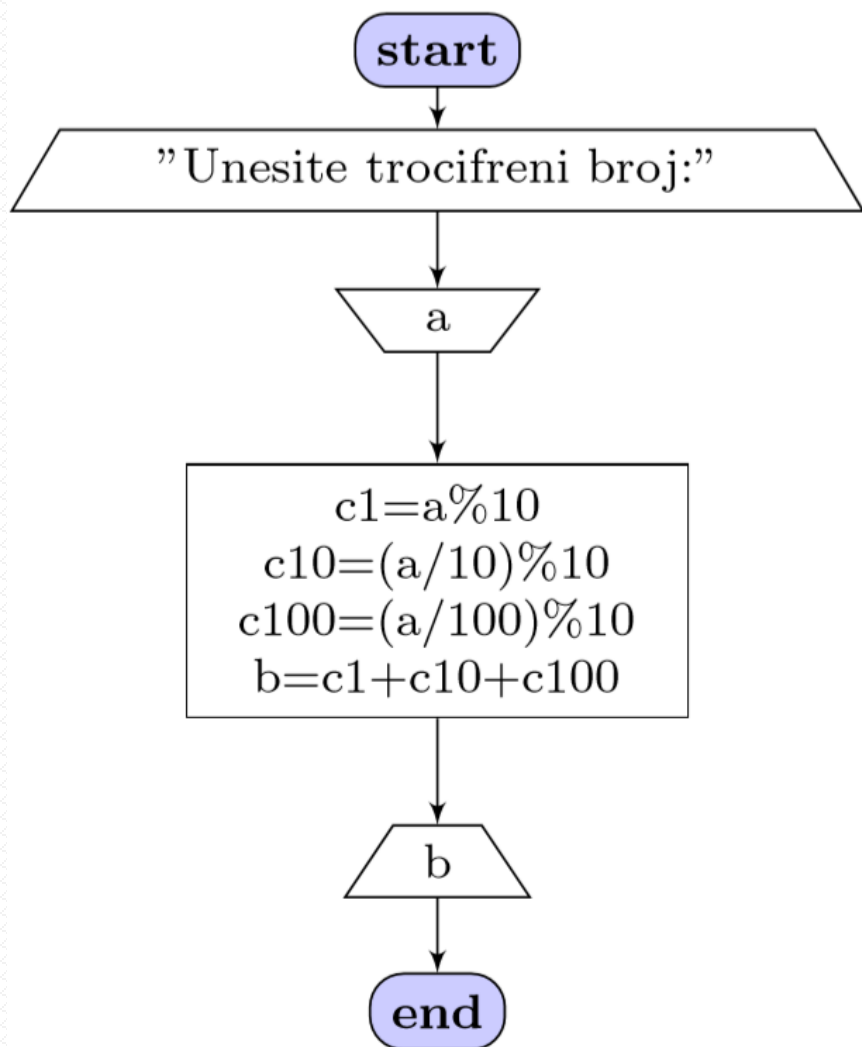 start
"Unesite trocifreni broj:"
a
c1=a%10
c10=(a/10)%10
c100=(a/100)%10
b=c1+c10+c100
b
end